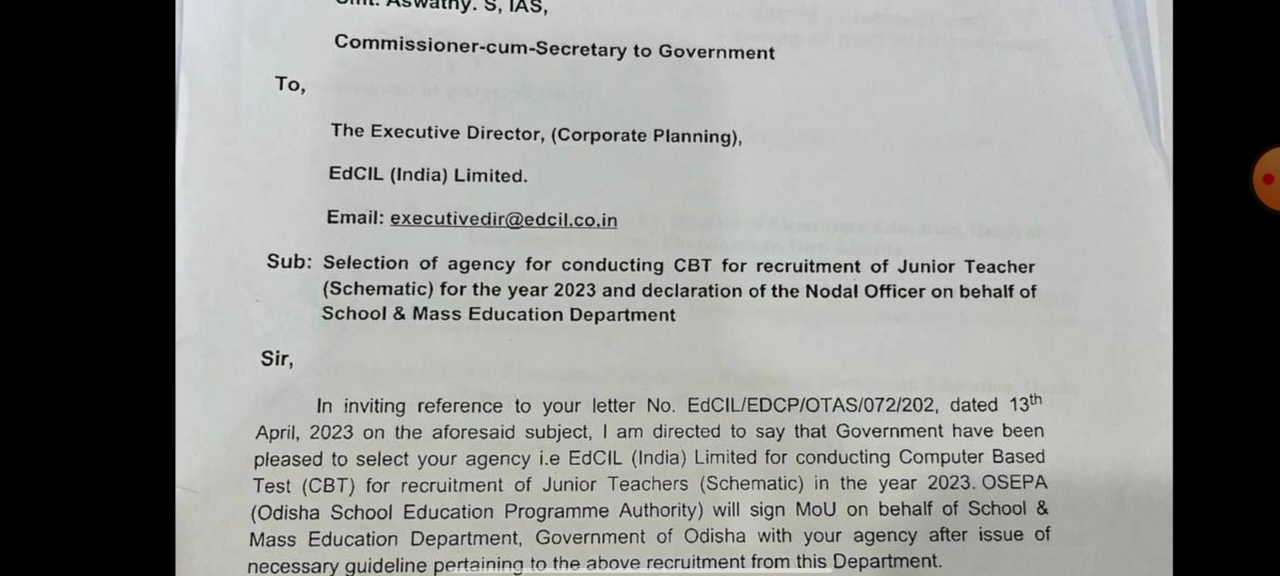 Smt. Aswathy. S, IAS,
Commissioner-cum-Secretary to Government
To,
The Executive Director, (Corporate Planning),
EdCIL (India) Limited.
Email: executivedir@edcil.co.in
Sub: Selection of agency for conducting CBT for recruitment of Junior Teacher
(Schematic) for the year 2023 and declaration of the Nodal Officer on behalf of
School & Mass Education Department
Sir,
In inviting reference to your letter No. EdCIL/EDCP/OTAS/072/202, dated 13th
April, 2023 on the aforesaid subject, I am directed to say that Government have been
pleased to select your agency i.e EdCIL (India) Limited for conducting Computer Based
Test (CBT) for recruitment of Junior Teachers (Schematic) in the year 2023. OSEPA
(Odisha School Education Programme Authority) will sign MoU on behalf of School &
Mass Education Department, Government of Odisha with your agency after issue of
necessary guideline pertaining to the above recruitment from this Department.